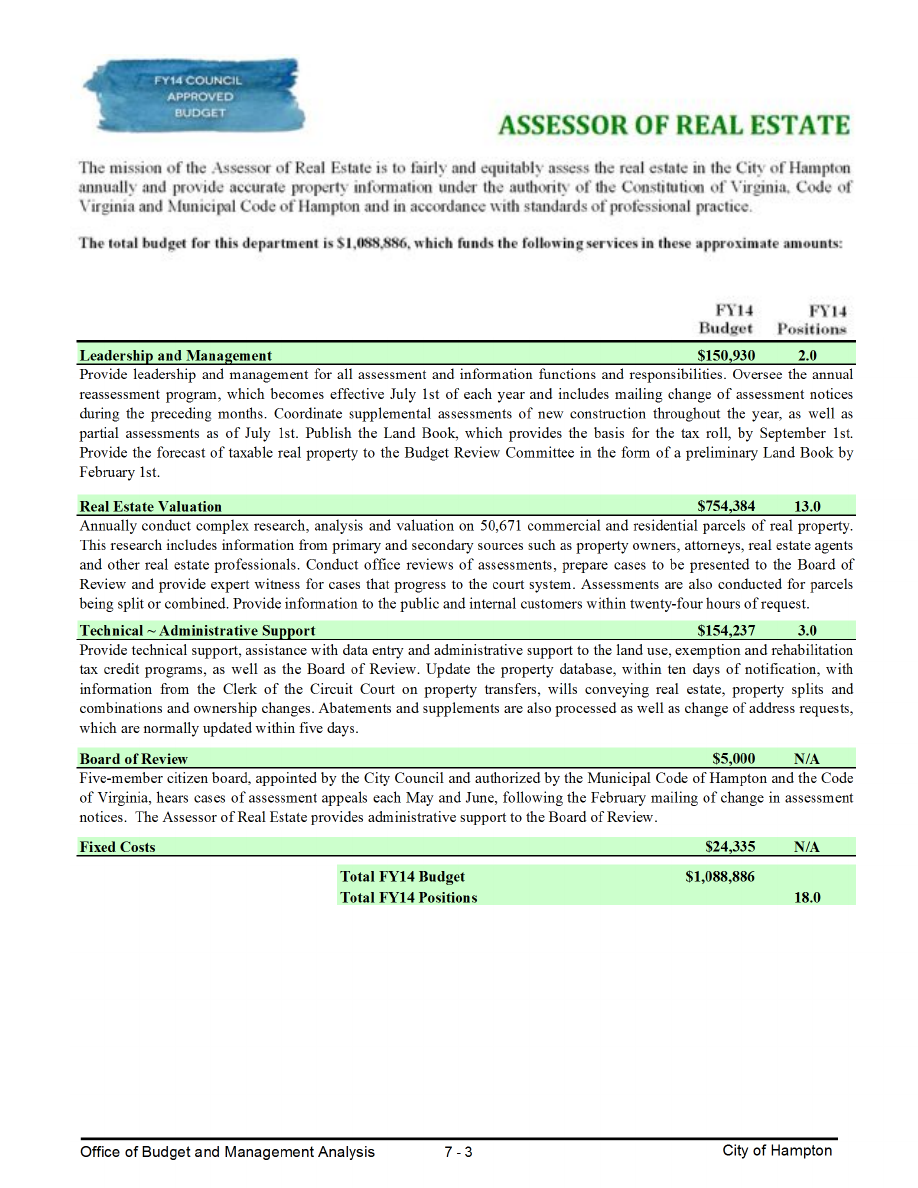 FY14 COUNCIL
APPROVED
BUDGET
ASSESSOR OF REAL ESTATE
The mission of the Assessor of Real Estate is to fairly and equitably assess the real estate in the City of Hampton
annually and provide accurate property information under the authority of the Constitution of Virginia, Code of
Virginia and Municipal Code of Hampton and in accordance with standards of professional practice.
The total budget for this department is $1,088,886, which funds the following services in these approximate amounts:
FY14 FY14
Budget Positions
Leadership and Management $150,930 2.0
Provide leadership and management for all assessment and information functions and responsibilities. Oversee the annual
reassessment program, which becomes effective July 1st of each year and includes mailing change of assessment notices
during the preceding months. Coordinate supplemental assessments of new construction throughout the year, as well as
partial assessments as of July 1st. Publish the Land Book, which provides the basis for the tax roll, by September 1st.
Provide the forecast of taxable real property to the Budget Review Committee in the form of a preliminary Land Book by
February 1st.
Real Estate Valuation $754,384 13.0
Annually conduct complex research, analysis and valuation on 50,671 commercial and residential parcels of real property.
This research includes information from primary and secondary sources such as property owners, attorneys, real estate agents
and other real estate professionals. Conduct office reviews of assessments, prepare cases to be presented to the Board of
Review and provide expert witness for cases that progress to the court system. Assessments are also conducted for parcels
being split or combined. Provide information to the public and internal customers within twenty-four hours of request.
Technical ~ Administrative Support $154,237 3.0
Provide technical support, assistance with data entry and administrative support to the land use, exemption and rehabilitation
tax credit programs, as well as the Board of Review. Update the property database, within ten days of notification, with
information from the Clerk of the Circuit Court on property transfers, wills conveying real estate, property splits and
combinations and ownership changes. Abatements and supplements are also processed as well as change of address requests,
which are normally updated within five days.
Board of Review $5,000 N/A
Five-member citizen board, appointed by the City Council and authorized by the Municipal Code of Hampton and the Code
of Virginia, hears cases of assessment appeals each May and June, following the February mailing of change in assessment
notices. The Assessor of Real Estate provides administrative support to the Board of Review.
Fixed Costs $24,335 N/A
Total FY14 Budget $1,088,886
Total FY14 Positions 18.0
Office of Budget and Management Analysis 7 - 3 City of Hampton